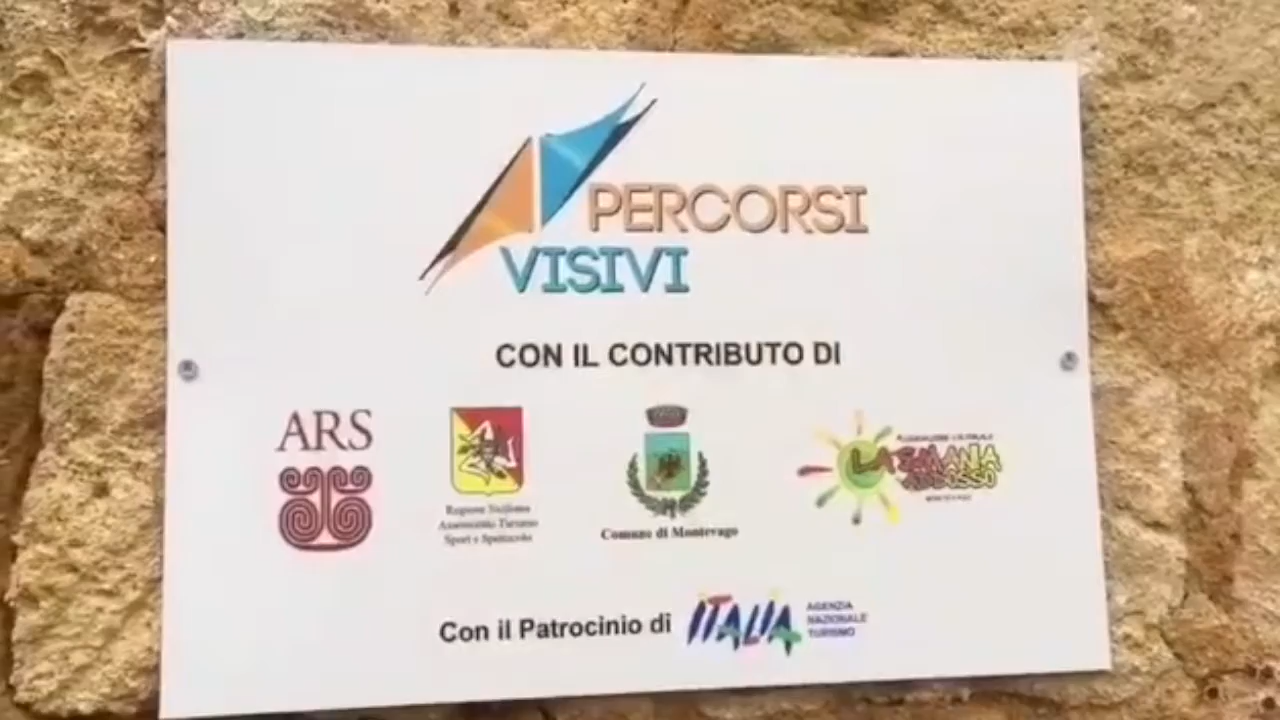 PERCORSI
VISIVI
CON IL CONTRIBUTO DI
ARS
Regione Siciliana
Assessorato Turismo
Sport e Spettacolo
Comune di Montevago
LA SMANIA
ADDOSSO
Con il Patrocinio di
ITALIA
AGENZIA
NAZIONALE
TURISMO